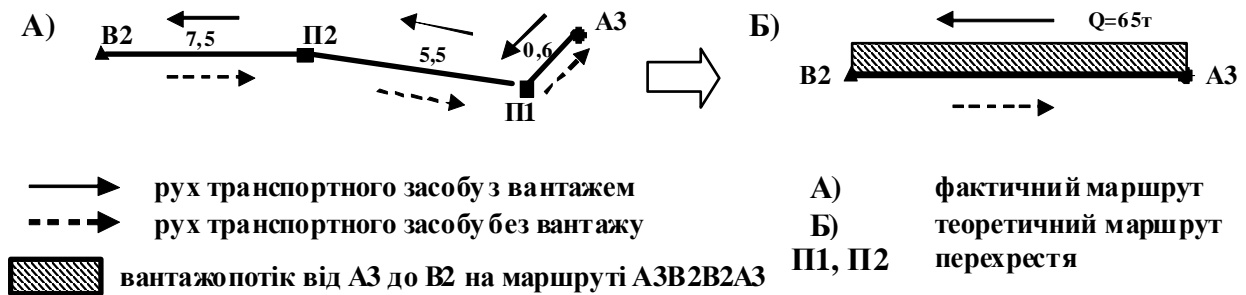 А) В2 7,5 П2 5,5 П1 0,6 А3
Б) В2 Q=65т А3
рух транспортного засобу з вантажем
рух транспортного засобу без вантажу
вантажопотік від А3 до В2 на маршруті А3В2В2А3
А) фактичний маршрут
Б) теоретичний маршрут
П1, П2 перехрестя